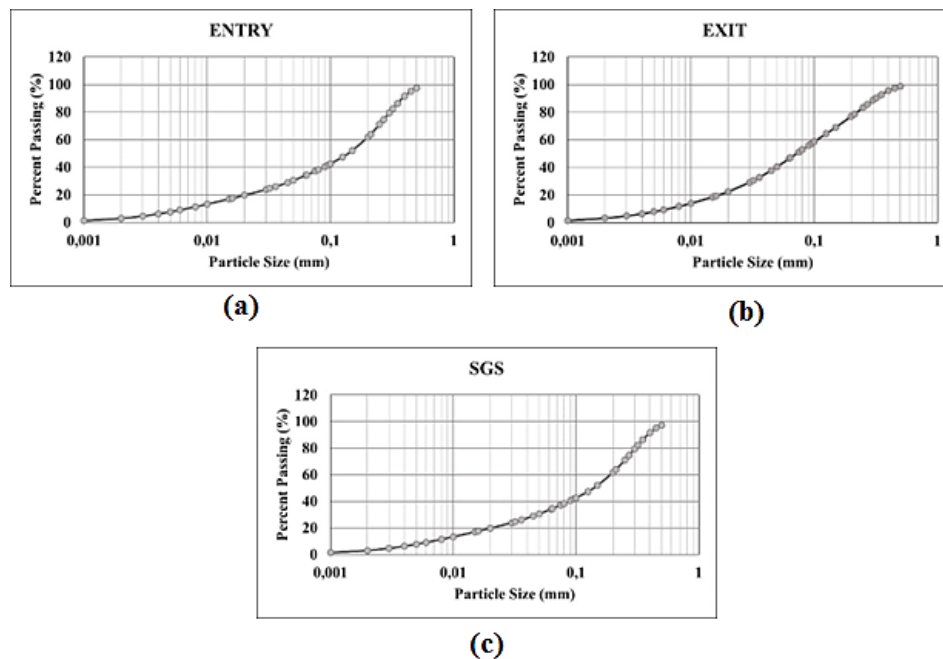 ENTRY
Percent Passing (%)
120
100
80
60
40
20
0
0,001 0,01 0,1 1
Particle Size (mm)
(a)
EXIT
Percent Passing (%)
120
100
80
60
40
20
0
0,001 0,01 0,1 1
Particle Size (mm)
(b)
SGS
Percent Passing (%)
120
100
80
60
40
20
0
0,001 0,01 0,1 1
Particle Size (mm)
(c)